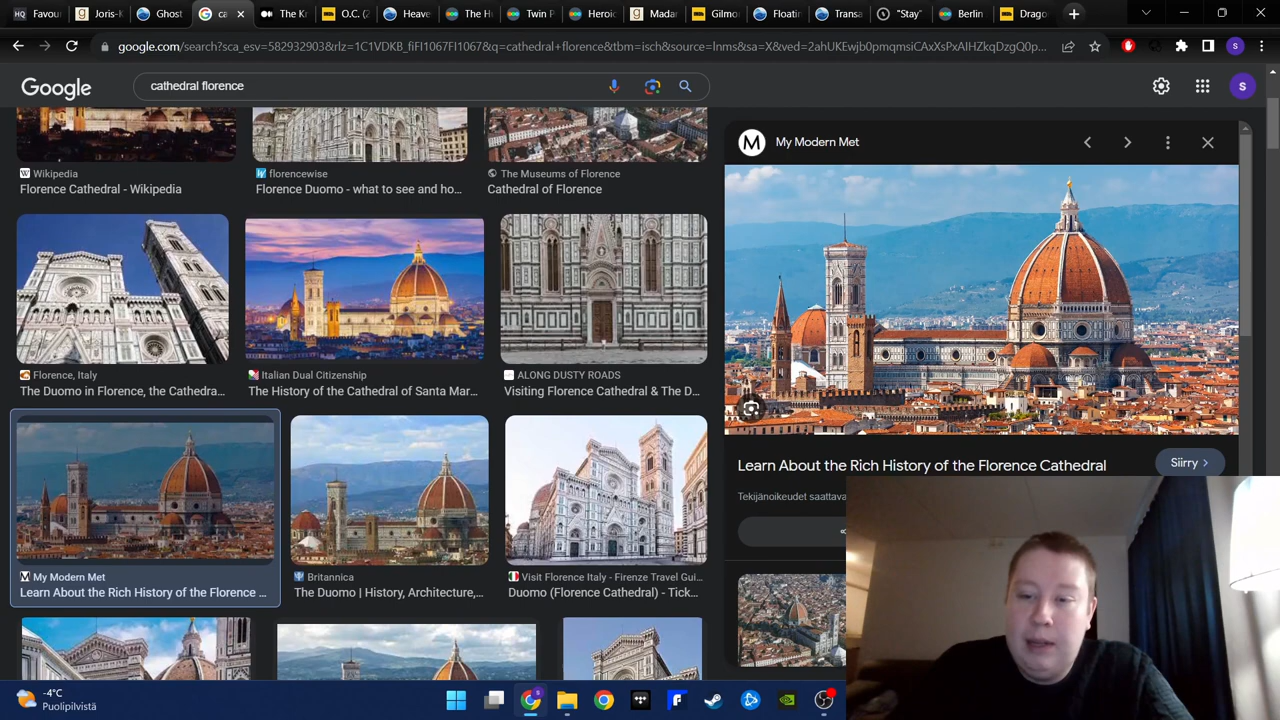 Favou
Joris-K
Ghost
ca
The Kr
O.C. (2
Heave
The H
Twin P
Heroic
Madar
Gilmor
Floatin
Transa
"Stay"
Berlin
Drago
google.com/search?sca_esv=582932903&rlz=1C1VDKB_fiFI1067FI1067&q=cathedral+florence&tbm=isch&source=lnms&sa=X&ved=2ahUKEwjb0pmqmsiCAxXsPxAIHZkqDzgQ0p...
S
Google
cathedral florence
S
Wikipedia
Florence Cathedral - Wikipedia
florencewise
Florence Duomo - what to see and ho...
The Museums of Florence
Cathedral of Florence
M
My Modern Met
Florence, Italy
The Duomo in Florence, the Cathedra...
Italian Dual Citizenship
The History of the Cathedral of Santa Mar...
ALONG DUSTY ROADS
Visiting Florence Cathedral & The D...
Learn About the Rich History of the Florence Cathedral
Siirry
Tekijänoikeudet saattava
My Modern Met
Learn About the Rich History of the Florence ...
Britannica
The Duomo | History, Architecture,...
Visit Florence Italy - Firenze Travel Gui...
Duomo (Florence Cathedral) - Tick...
-4°C
Puolipilvistä